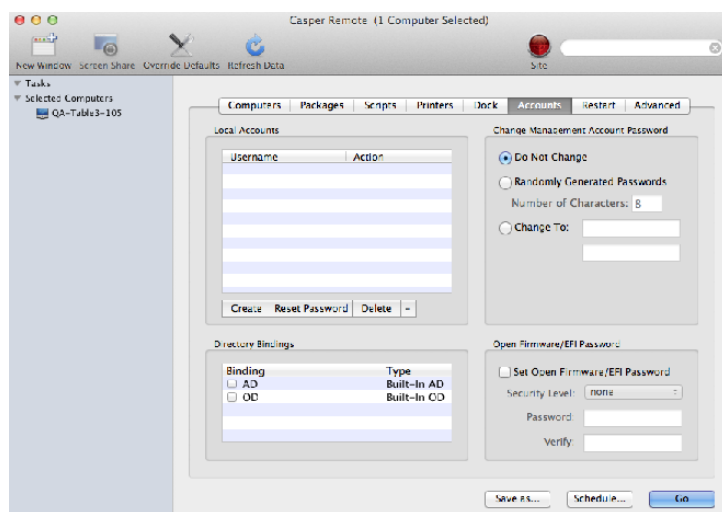 Casper Remote (1 Computer Selected)
New Window Screen Share Override Defaults Refresh Data
Site
Tasks
Selected Computers
QA-Table3-105
Computers Packages Scripts Printers Dock Accounts Restart Advanced
Local Accounts
Username Action
Create Reset Password Delete -
Change Management Account Password
Do Not Change
Randomly Generated Passwords
Number of Characters: 8
Change To:
Directory Bindings
Binding Type
AD Built-In AD
OD Built-In OD
Open Firmware/EFI Password
Set Open Firmware/EFI Password
Security Level: none
Password:
Verify:
Save as... Schedule... Go